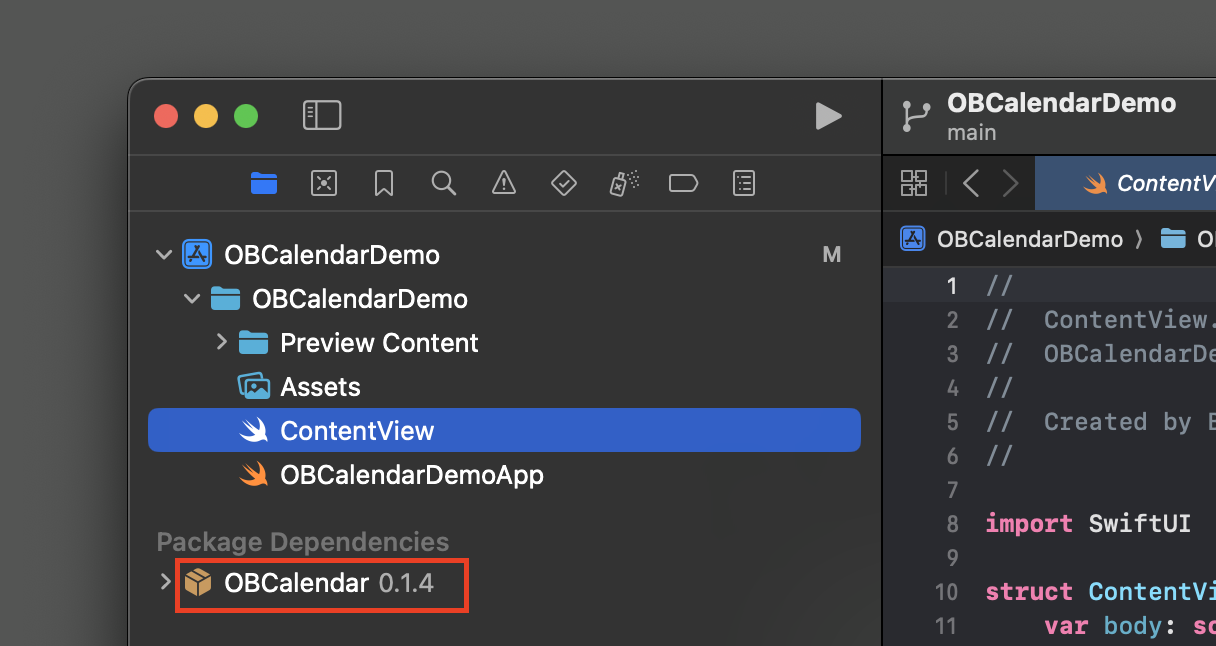 OBCalendarDemo
main
ContentV
OBCalendarDemo M
OBCalendarDemo
Preview Content
Assets
ContentView
OBCalendarDemoApp
Package Dependencies
OBCalendar 0.1.4
OBCalendarDemo ⟩
1 //
2 // ContentView.
3 // OBCalendarDe
4 //
5 // Created by
6 //
7
8 import SwiftUI
9
10 struct ContentVi
11 var body: so